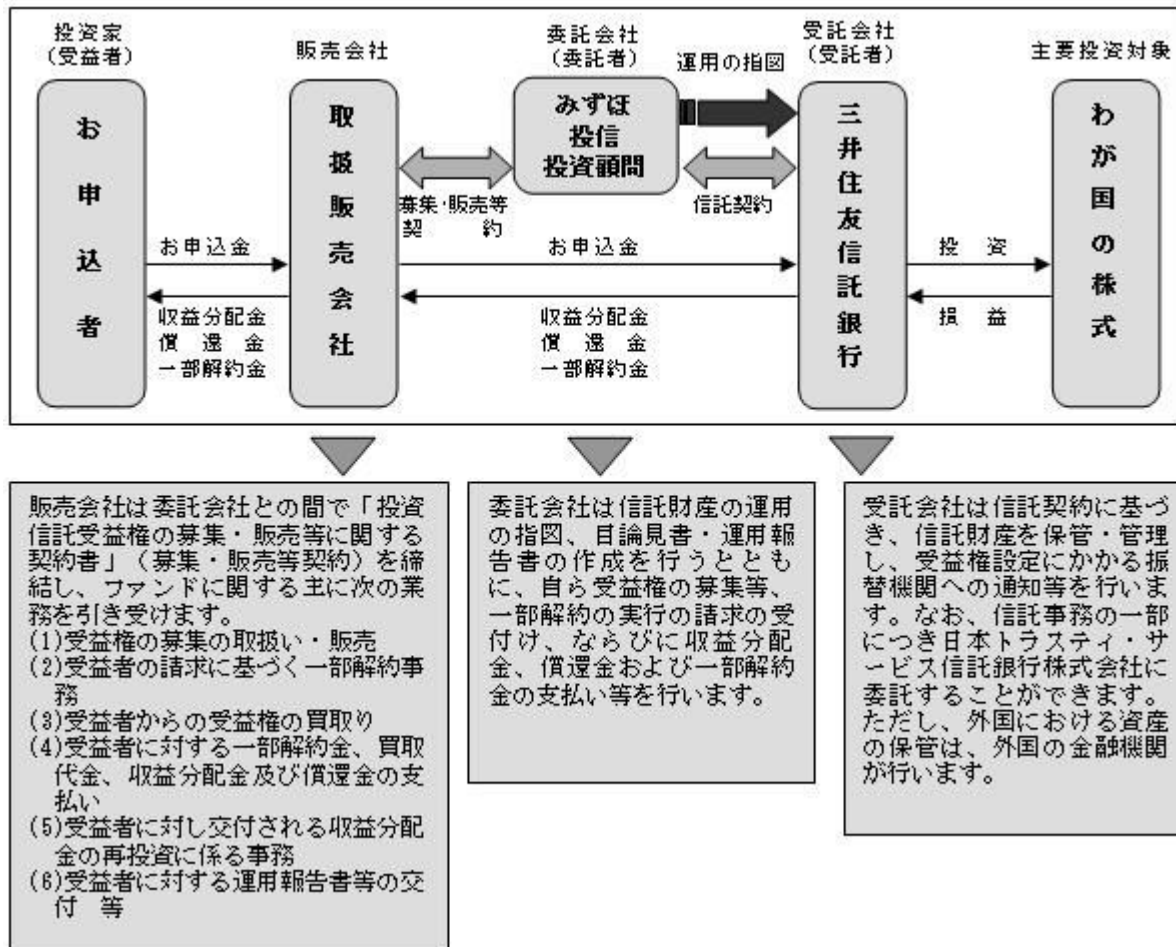 投資家
(受益者)
販売会社
委託会社
(委託者)
運用の指図
受託会社
(受託者)
主要投資対象
お申込者
取扱販売会社
みずほ
投信
投資顧問
三井住友信託銀行
わが国の株式
募集・販売等
契　約
信託契約
お申込金
お申込金
投　資
収益分配金
償　還　金
一部解約金
収益分配金
償　還　金
一部解約金
損　益
販売会社は委託会社との間で「投資
信託受益権の募集・販売等に関する
契約書」（募集・販売等契約）を締
結し、ファンドに関する主に次の業
務を引き受けます。
(1)受益権の募集の取扱い・販売
(2)受益者の請求に基づく一部解約事
務
(3)受益者からの受益権の買取り
(4)受益者に対する一部解約金、買取
代金、収益分配金及び償還金の支
払い
(5)受益者に対し交付される収益分配
金の再投資に係る事務
(6)受益者に対する運用報告書等の交
付　等
委託会社は信託財産の運用
の指図、目論見書・運用報
告書の作成を行うととも
に、自ら受益権の募集等、
一部解約の実行の請求の受
付け、ならびに収益分配
金、償還金および一部解約
金の支払い等を行います。
受託会社は信託契約に基づ
き、信託財産を保管・管理
し、受益権設定にかかる振
替機関への通知等を行いま
す。なお、信託事務の一部
につき日本トラスティ・サ
ービス信託銀行株式会社に
委託することができます。
ただし、外国における資産
の保管は、外国の金融機関
が行います。